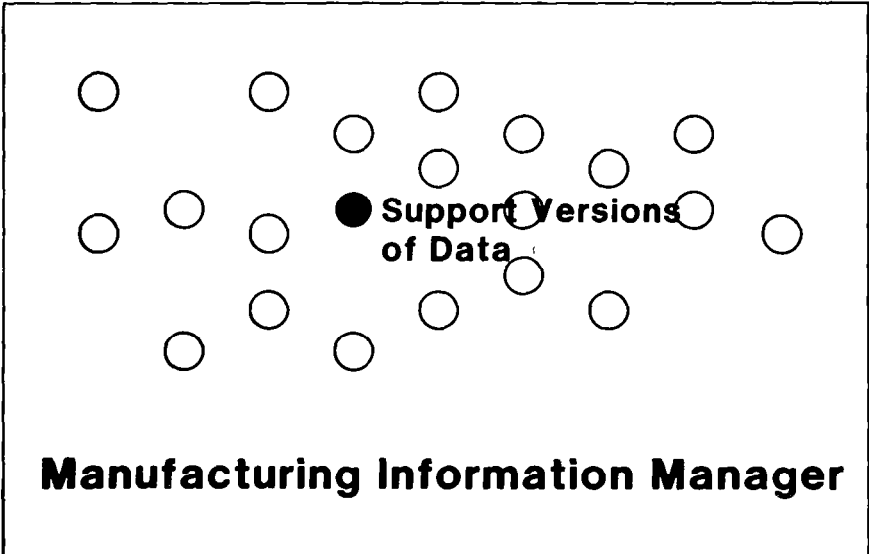 Support Versions
of Data
Manufacturing Information Manager